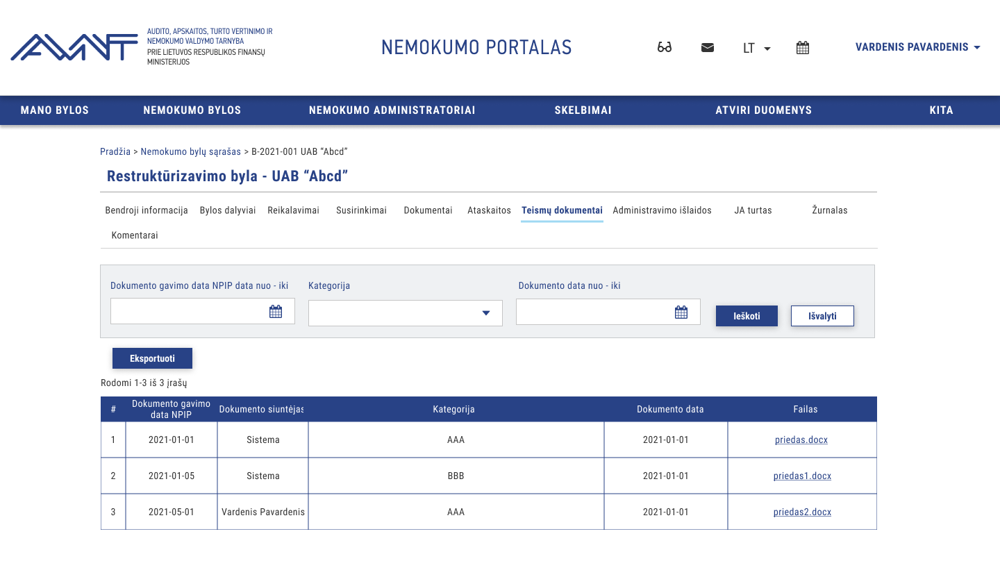 AVNT
AUDITO, APSKAITOS, TURTO VERTINIMO IR
NEMOKUMO VALDYMO TARNYBA
PRIE LIETUVOS RESPUBLIKOS FINANSŲ
MINISTERIJOS
NEMOKUMO PORTALAS
LT
VARDENIS PAVARDENIS
MANO BYLOS NEMOKUMO BYLOS NEMOKUMO ADMINISTRATORIAI SKELBIMAI ATVIRI DUOMENYS KITA
Pradžia > Nemokumo bylų sąrašas > B-2021-001 UAB “Abcd”
Restruktūrizavimo byla - UAB “Abcd”
Bendroji informacija Bylos dalyviai Reikalavimai Susirinkimai Dokumentai Ataskaitos Teismų dokumentai Administravimo išlaidos JA turtas Žurnalas
Komentarai
Dokumento gavimo data NPIP data nuo - iki Kategorija Dokumento data nuo - iki
Ieškoti Išvalyti
Eksportuoti
Rodomi 1-3 iš 3 įrašų
# Dokumento gavimo data NPIP Dokumento siuntėjas Kategorija Dokumento data Failas
1 2021-01-01 Sistema AAA 2021-01-01 priedas.docx
2 2021-01-05 Sistema BBB 2021-01-01 priedas1.docx
3 2021-05-01 Vardenis Pavardenis AAA 2021-01-01 priedas2.docx